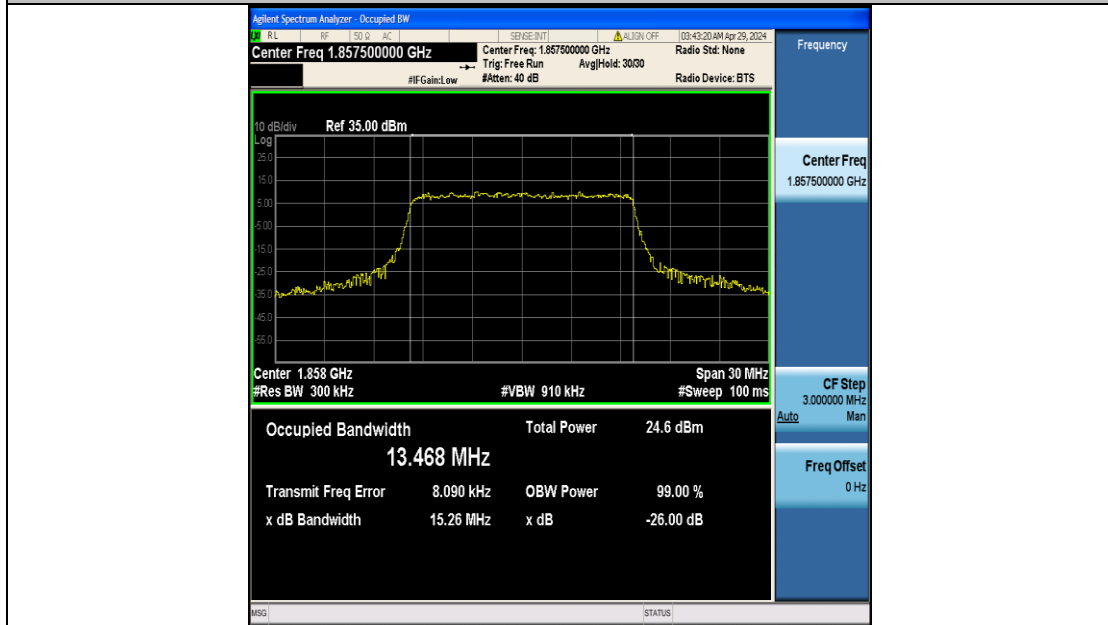 Agilent Spectrum Analyzer - Occupied BW
RL RF 50 Ω AC SENSE:INT ALIGN OFF 03:43:20 AM Apr 29, 2024
Center Freq 1.857500000 GHz
Center Freq: 1.857500000 GHz Radio Std: None
Trig: Free Run Avg|Hold: 30/30
#IFGain:Low #Atten: 40 dB Radio Device: BTS
10 dB/div Ref 35.00 dBm
Log
25.0
15.0
5.00
-5.00
-15.0
-25.0
-35.0
-45.0
-55.0
Center 1.858 GHz Span 30 MHz
#Res BW 300 kHz #VBW 910 kHz #Sweep 100 ms
Occupied Bandwidth Total Power 24.6 dBm
13.468 MHz
Transmit Freq Error 8.090 kHz OBW Power 99.00 %
x dB Bandwidth 15.26 MHz x dB -26.00 dB
MSG STATUS
Frequency
Center Freq
1.857500000 GHz
CF Step
3.000000 MHz
Auto Man
Freq Offset
0 Hz